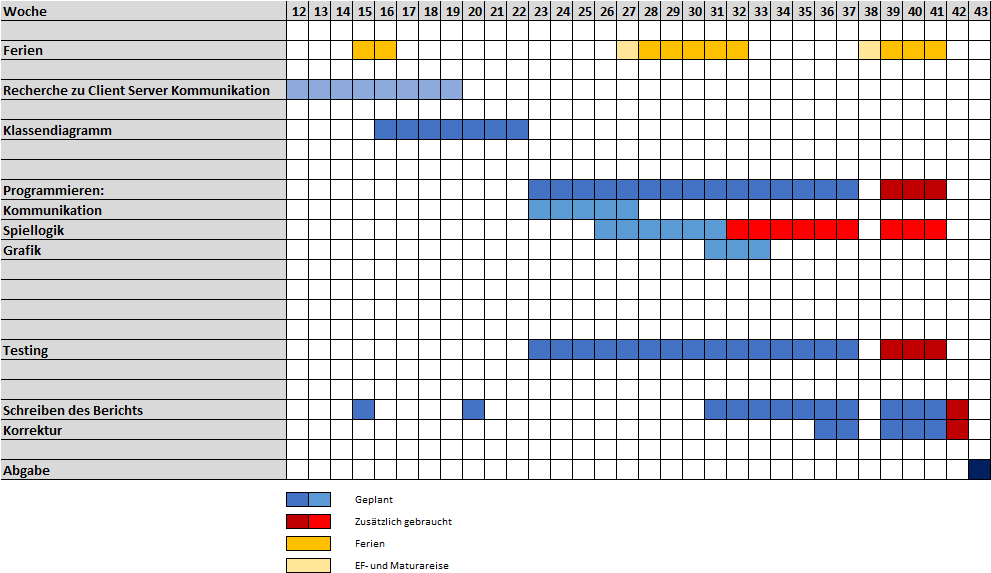 Woche 12 13 14 15 16 17 18 19 20 21 22 23 24 25 26 27 28 29 30 31 32 33 34 35 36 37 38 39 40 41 42 43
Ferien
Recherche zu Client Server Kommunikation
Klassendiagramm
Programmieren:
Kommunikation
Spiellogik
Grafik
Testing
Schreiben des Berichts
Korrektur
Abgabe
Geplant
Zusätzlich gebraucht
Ferien
EF- und Maturareise